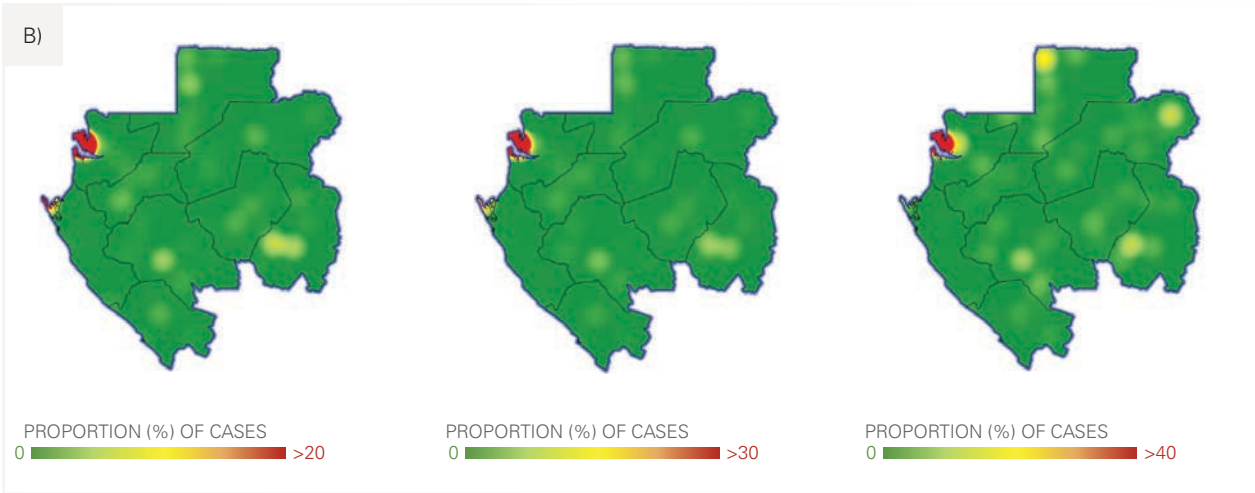 B)
PROPORTION (%) OF CASES
0 >20
PROPORTION (%) OF CASES
0 >30
PROPORTION (%) OF CASES
0 >40